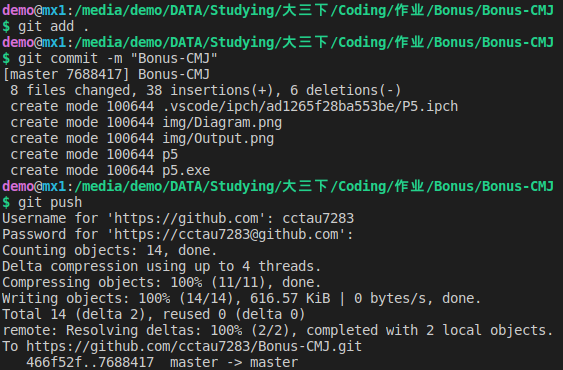 demo@mx1:/media/demo/DATA/Studying/大三下/Coding/作业/Bonus/Bonus-CMJ
$ git add .
demo@mx1:/media/demo/DATA/Studying/大三下/Coding/作业/Bonus/Bonus-CMJ
$ git commit -m "Bonus-CMJ"
[master 7688417] Bonus-CMJ
 8 files changed, 38 insertions(+), 6 deletions(-)
 create mode 100644 .vscode/ipch/ad1265f28ba553be/P5.ipch
 create mode 100644 img/Diagram.png
 create mode 100644 img/Output.png
 create mode 100644 p5
 create mode 100644 p5.exe
demo@mx1:/media/demo/DATA/Studying/大三下/Coding/作业/Bonus/Bonus-CMJ
$ git push
Username for 'https://github.com': cctau7283
Password for 'https://cctau7283@github.com':
Counting objects: 14, done.
Delta compression using up to 4 threads.
Compressing objects: 100% (11/11), done.
Writing objects: 100% (14/14), 616.57 KiB | 0 bytes/s, done.
Total 14 (delta 2), reused 0 (delta 0)
remote: Resolving deltas: 100% (2/2), completed with 2 local objects.
To https://github.com/cctau7283/Bonus-CMJ.git
   466f52f..7688417  master -> master